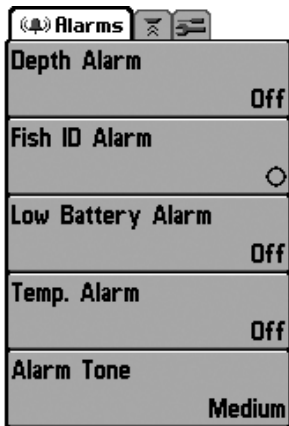 Alarms
Depth Alarm
Off
Fish ID Alarm
Low Battery Alarm
Off
Temp. Alarm
Off
Alarm Tone
Medium